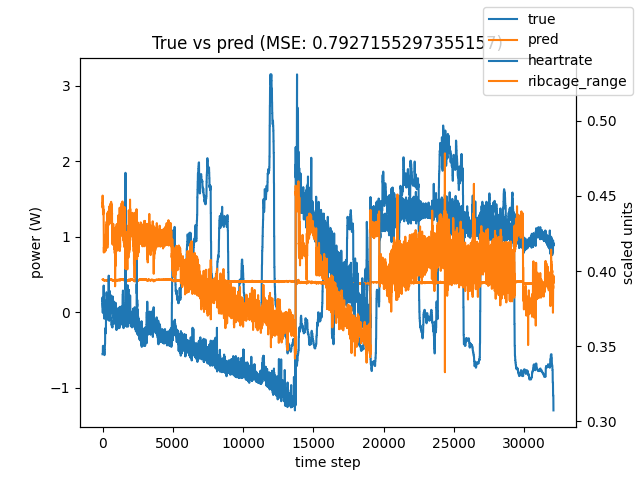 True vs pred (MSE: 0.7927155297355157)
true
pred
heartrate
ribcage_range
3
2
1
0
−1
power (W)
0.50
0.45
0.40
0.35
0.30
scaled units
0 5000 10000 15000 20000 25000 30000
time step